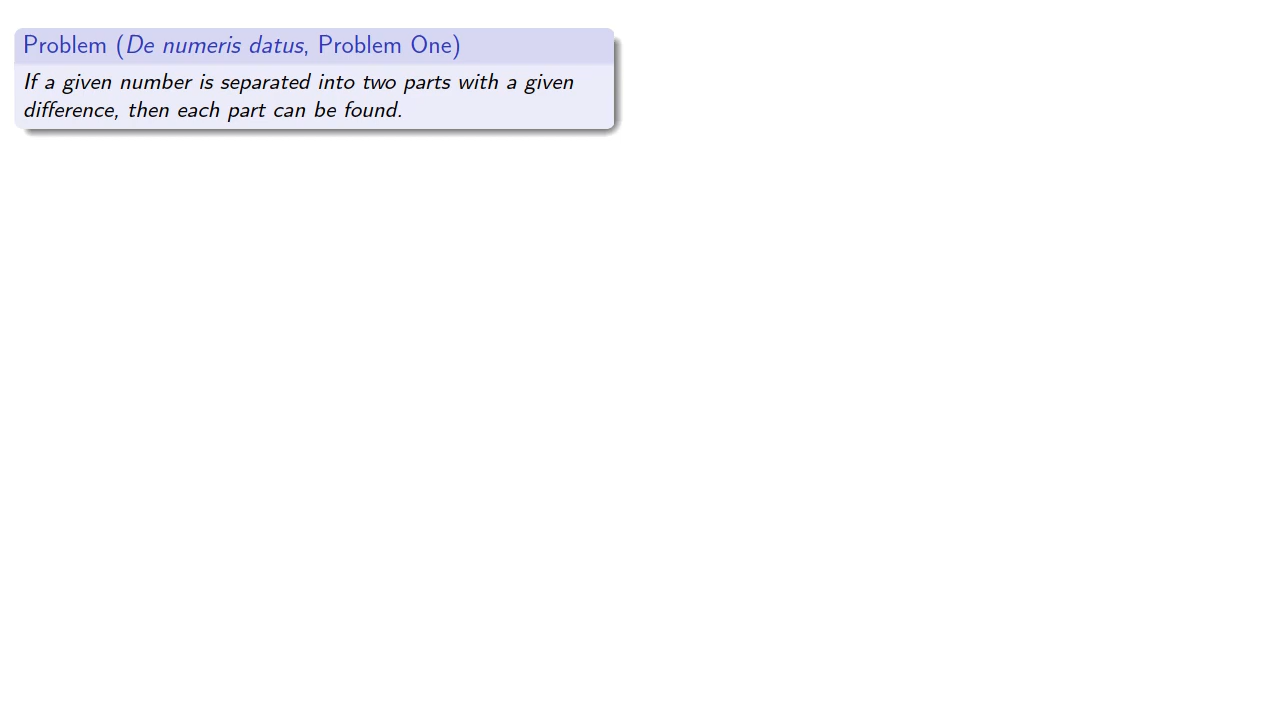 Problem (De numeris datus, Problem One)
If a given number is separated into two parts with a given
difference, then each part can be found.